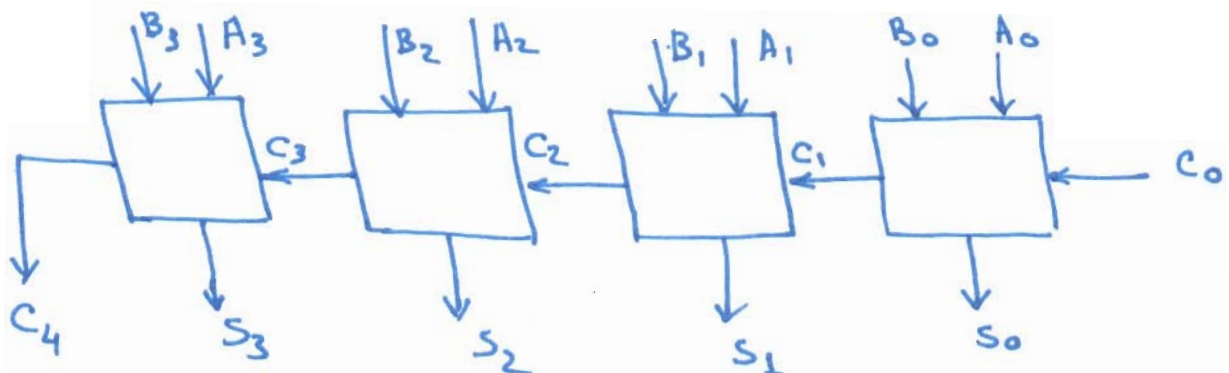 B₃ A₃ B₂ A₂ B₁ A₁ B₀ A₀
C₃ C₂ C₁ C₀
C₄ S₃ S₂ S₁ S₀